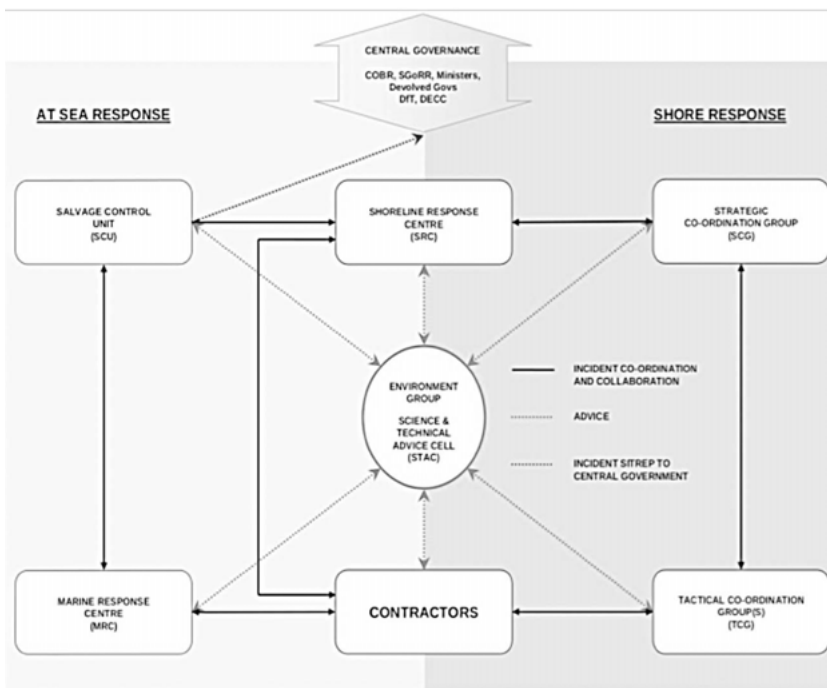 CENTRAL GOVERNANCE
COBR, SGoRR, Ministers,
Devolved Govs
DfT, DECC
AT SEA RESPONSE
SHORE RESPONSE
SALVAGE CONTROL
UNIT
(SCU)
SHORELINE RESPONSE
CENTRE
(SRC)
STRATEGIC
CO-ORDINATION GROUP
(SCG)
ENVIRONMENT
GROUP
SCIENCE &
TECHNICAL
ADVICE CELL
(STAC)
INCIDENT CO-ORDINATION
AND COLLABORATION
ADVICE
INCIDENT SITREP TO
CENTRAL GOVERNMENT
MARINE RESPONSE
CENTRE
(MRC)
CONTRACTORS
TACTICAL CO-ORDINATION
GROUP(S)
(TCG)